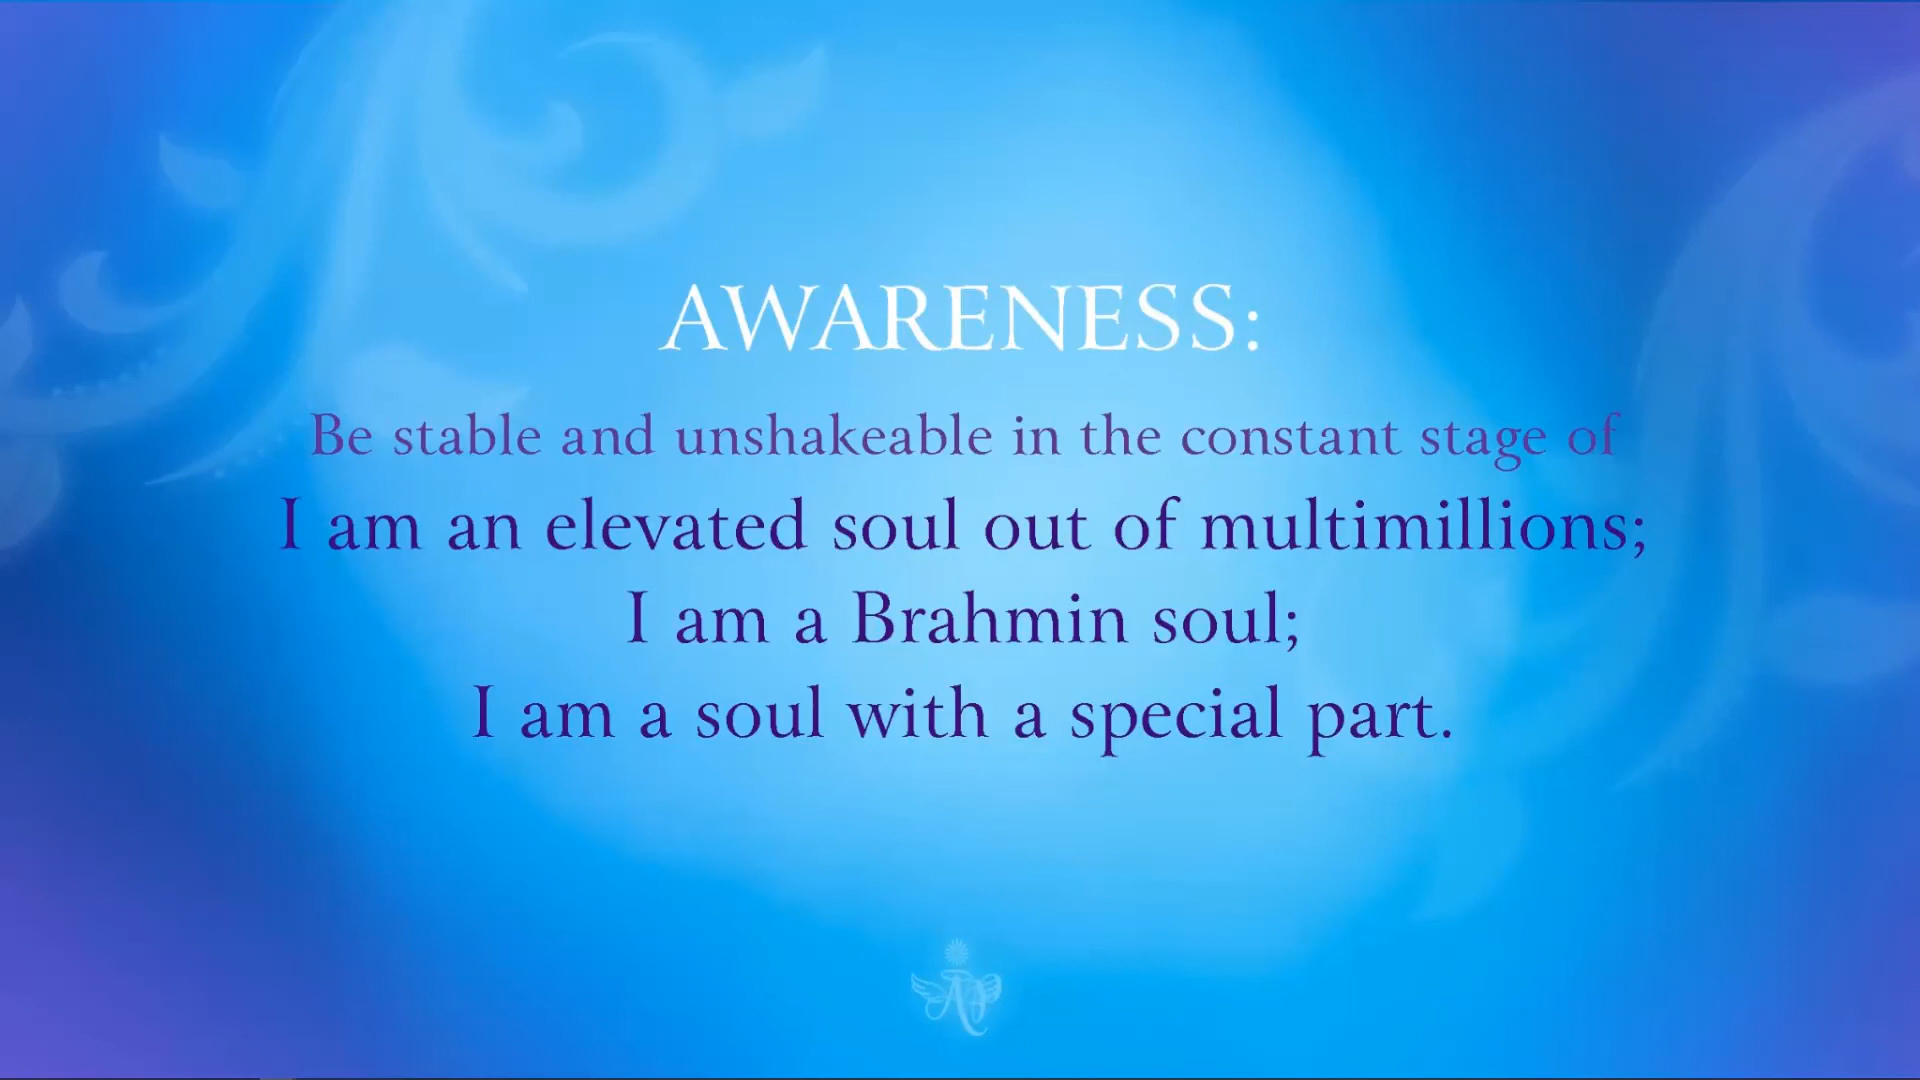 AWARENESS:
Be stable and unshakeable in the constant stage of
I am an elevated soul out of multimillions;
I am a Brahmin soul;
I am a soul with a special part.